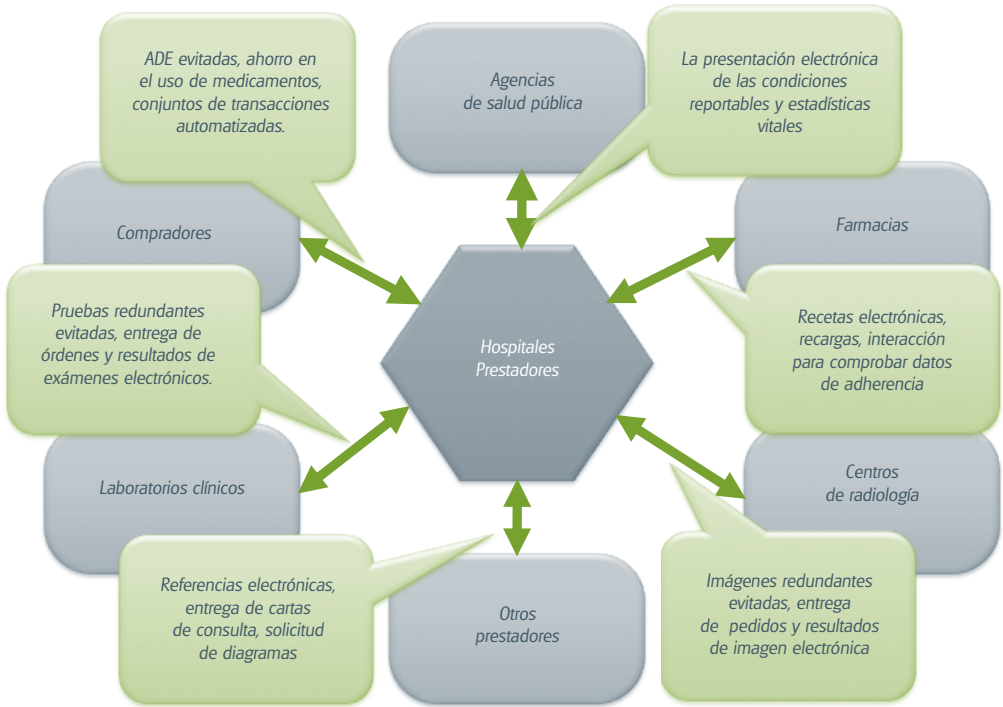 ADE evitadas, ahorro en
el uso de medicamentos,
conjuntos de transacciones
automatizadas.
Agencias
de salud pública
La presentación electrónica
de las condiciones
reportables y estadísticas
vitales
Compradores
Farmacias
Pruebas redundantes
evitadas, entrega de
órdenes y resultados de
exámenes electrónicos.
Hospitales
Prestadores
Recetas electrónicas,
recargas, interacción
para comprobar datos
de adherencia
Laboratorios clínicos
Centros
de radiología
Referencias electrónicas,
entrega de cartas
de consulta, solicitud
de diagramas
Otros
prestadores
Imágenes redundantes
evitadas, entrega
de pedidos y resultados
de imagen electrónica